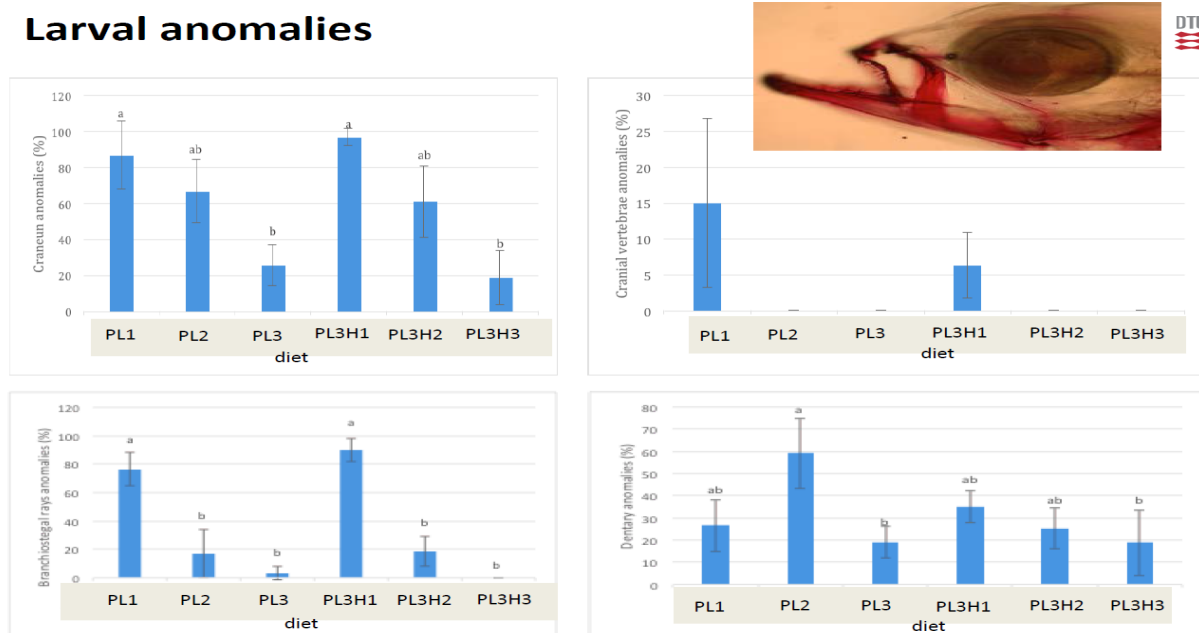 Larval anomalies
DTU
Crancun anomalies (%)
120
100
80
60
40
20
0
a
ab
b
a
ab
b
PL1 PL2 PL3 PL3H1 PL3H2 PL3H3
diet
Cranial vertebrae anomalies (%)
30
25
20
15
10
5
0
PL1 PL2 PL3 PL3H1 PL3H2 PL3H3
diet
Branchiostegal rays anomalies (%)
120
100
80
60
40
20
0
a
b
b
a
b
b
PL1 PL2 PL3 PL3H1 PL3H2 PL3H3
diet
Dentary anomalies (%)
80
70
60
50
40
30
20
10
0
ab
a
b
ab
ab
b
PL1 PL2 PL3 PL3H1 PL3H2 PL3H3
diet